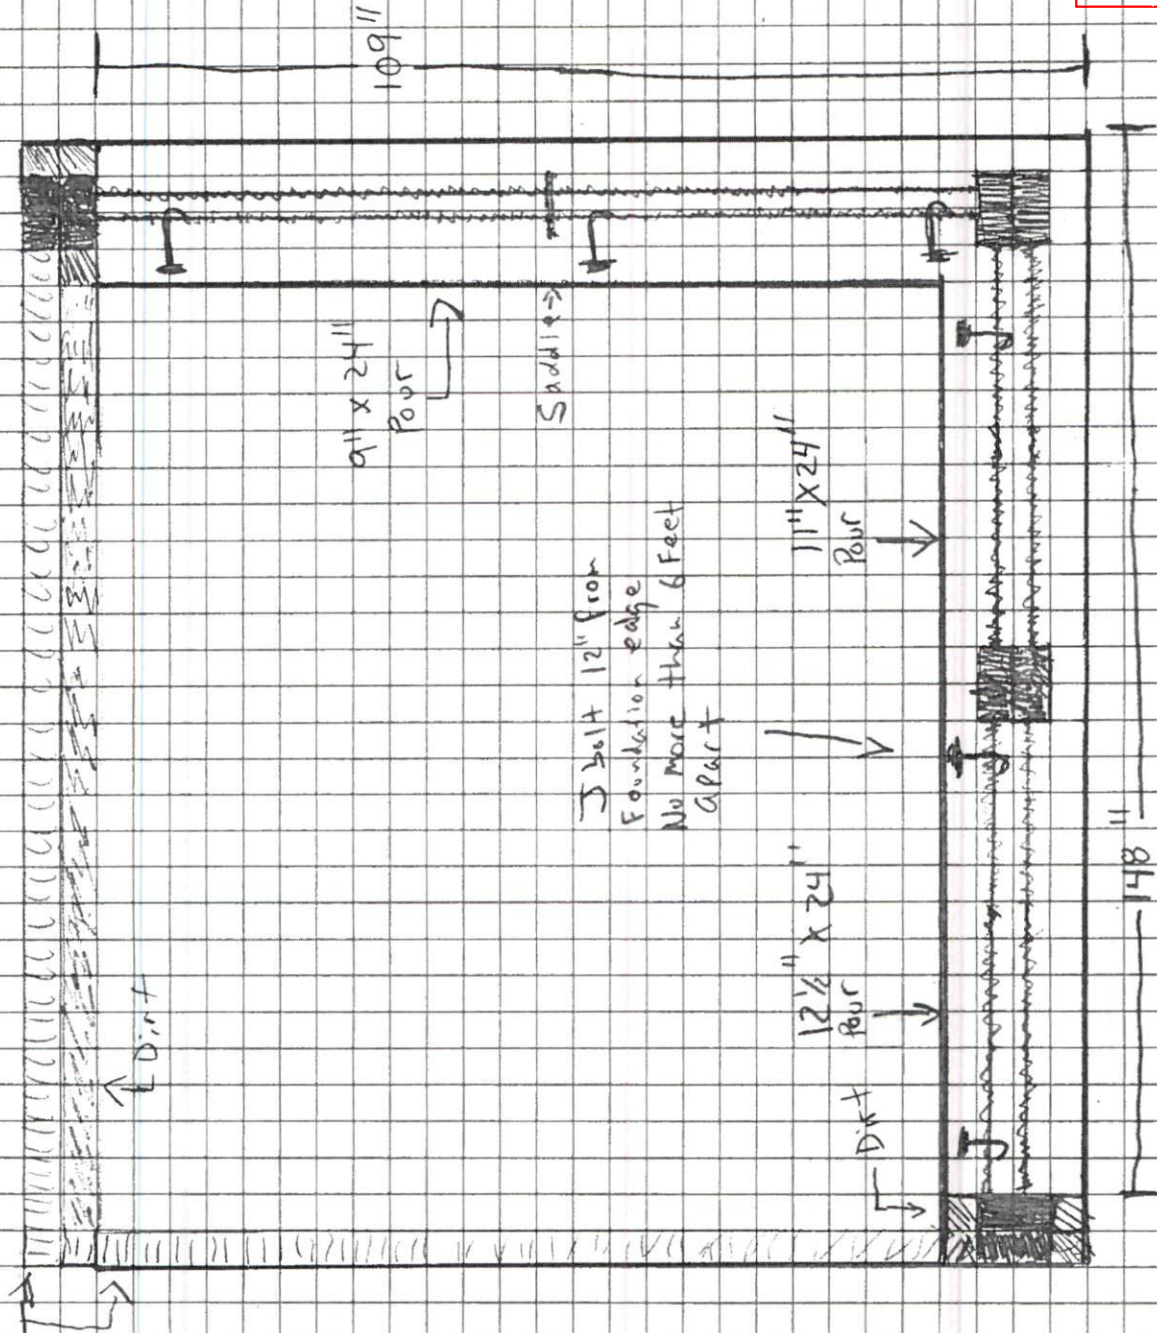 109"
9" x 24"
Pour
Saddle
J bolt 12" from
Foundation edge
No more than 6 Feet
apart
11" x 24"
Pour
12½" x 24"
Pour
Dirt
Dirt
148"